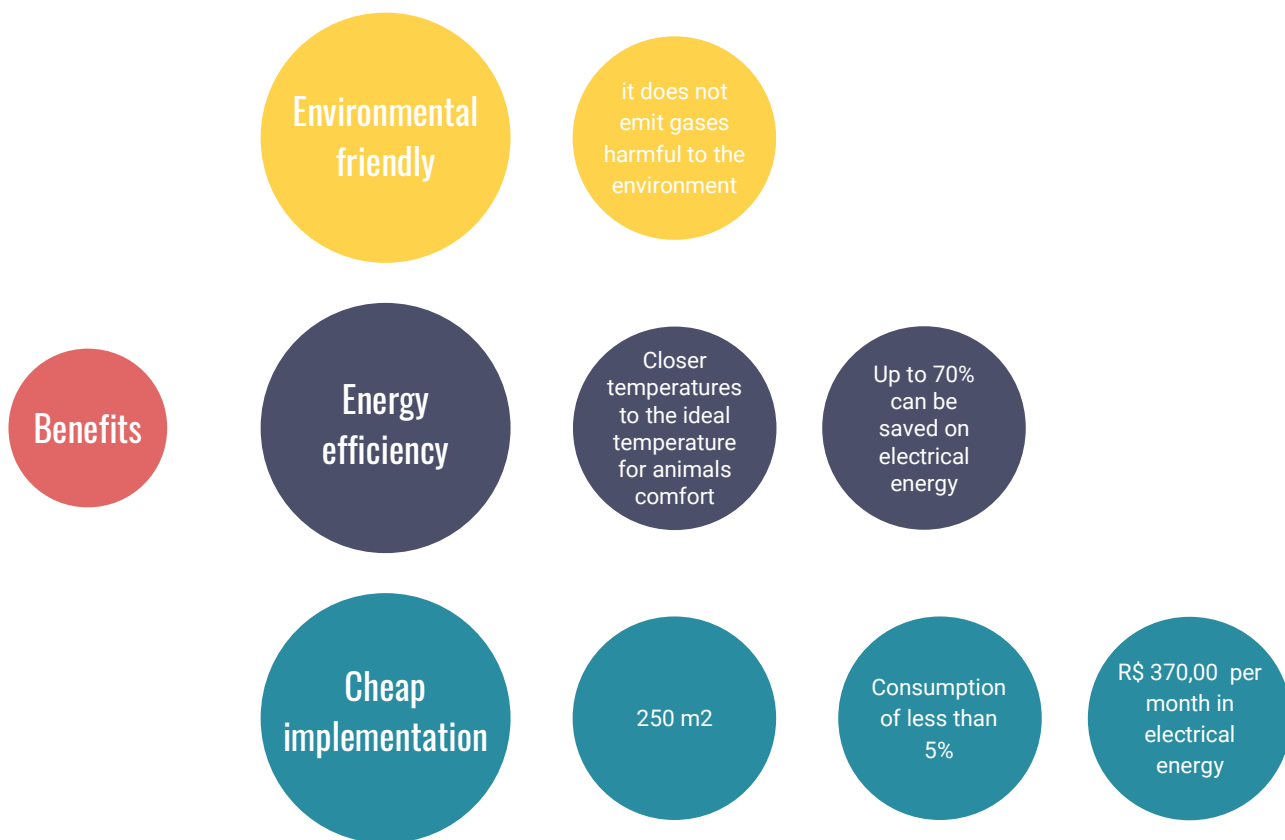 Environmental
friendly
it does not
emit gases
harmful to the
environment
Benefits
Energy
efficiency
Closer
temperatures
to the ideal
temperature
for animals
comfort
Up to 70%
can be
saved on
electrical
energy
Cheap
implementation
250 m2
Consumption
of less than
5%
R$ 370,00 per
month in
electrical
energy